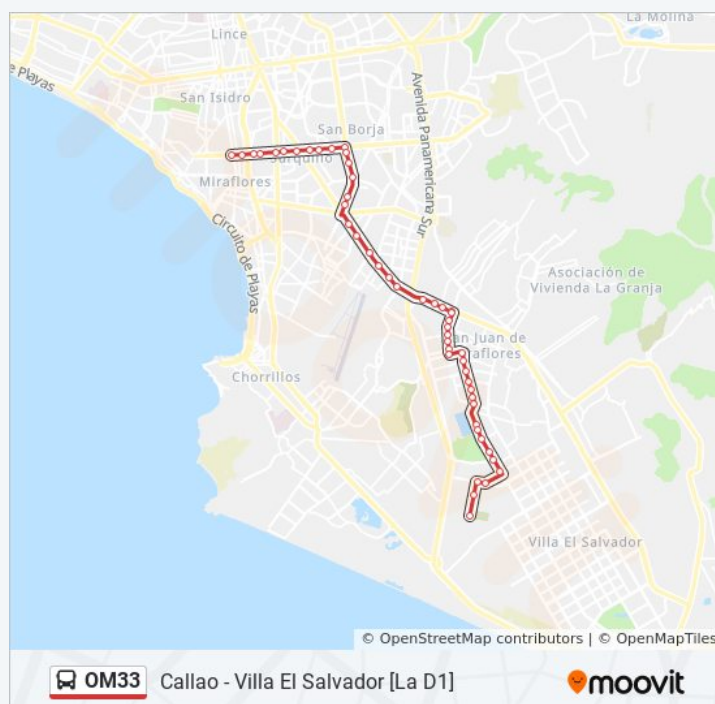 La Molina
Lince
de Playas
Avenida Panamericana Sur
San Isidro
San Borja
Surquillo
Miraflores
Circuito de Playas
Asociación de
Vivienda La Granja
San Juan de
Miraflores
Chorrillos
Villa El Salvador
© OpenStreetMap contributors | © OpenMapTiles
OM33
Callao - Villa El Salvador [La D1]
moovit